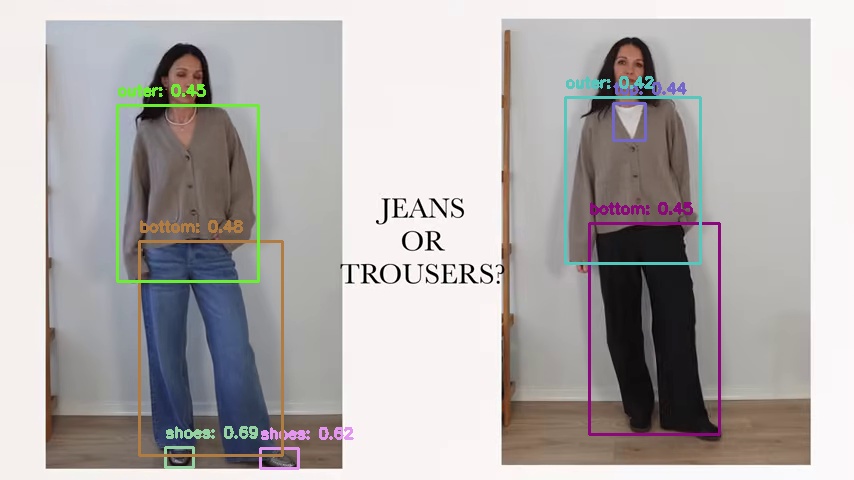 outer: 0.45
outer: 0.42
0.44
bottom: 0.48
bottom: 0.45
JEANS
OR
TROUSERS?
shoes: 0.69
shoes: 0.62